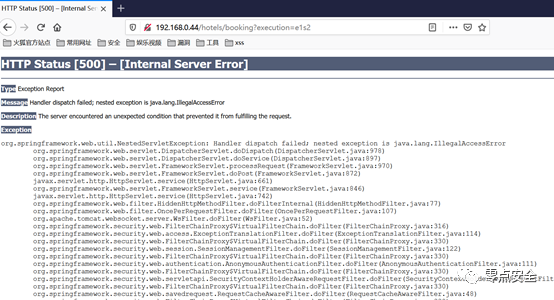 HTTP Status [500] – [Internal Ser
192.168.0.44/hotels/booking?execution=e1s2
火狐官方站点 常用网址 安全 娱乐视频 漏洞 工具 xss
HTTP Status [500] – [Internal Server Error]
Type Exception Report
Message Handler dispatch failed; nested exception is java.lang.IllegalAccessError
Description The server encountered an unexpected condition that prevented it from fulfilling the request.
Exception
org.springframework.web.util.NestedServletException: Handler dispatch failed; nested exception is java.lang.IllegalAccessError
org.springframework.web.servlet.DispatcherServlet.doDispatch(DispatcherServlet.java:978)
org.springframework.web.servlet.DispatcherServlet.doService(DispatcherServlet.java:897)
org.springframework.web.servlet.FrameworkServlet.processRequest(FrameworkServlet.java:970)
org.springframework.web.servlet.FrameworkServlet.doPost(FrameworkServlet.java:872)
javax.servlet.http.HttpServlet.service(HttpServlet.java:661)
org.springframework.web.servlet.FrameworkServlet.service(FrameworkServlet.java:846)
javax.servlet.http.HttpServlet.service(HttpServlet.java:742)
org.springframework.web.filter.HiddenHttpMethodFilter.doFilterInternal(HiddenHttpMethodFilter.java:77)
org.springframework.web.filter.OncePerRequestFilter.doFilter(OncePerRequestFilter.java:107)
org.apache.tomcat.websocket.server.WsFilter.doFilter(WsFilter.java:52)
org.springframework.security.web.FilterChainProxy$VirtualFilterChain.doFilter(FilterChainProxy.java:316)
org.springframework.security.web.access.ExceptionTranslationFilter.doFilter(ExceptionTranslationFilter.java:114)
org.springframework.security.web.FilterChainProxy$VirtualFilterChain.doFilter(FilterChainProxy.java:330)
org.springframework.security.web.session.SessionManagementFilter.doFilter(SessionManagementFilter.java:122)
org.springframework.security.web.FilterChainProxy$VirtualFilterChain.doFilter(FilterChainProxy.java:330)
org.springframework.security.web.authentication.AnonymousAuthenticationFilter.doFilter(AnonymousAuthenticationFilter.java:111)
org.springframework.security.web.FilterChainProxy$VirtualFilterChain.doFilter(FilterChainProxy.java:330)
org.springframework.security.web.servletapi.SecurityContextHolderAwareRequestFilter.doFilter(SecurityContext
org.springframework.security.web.FilterChainProxy$VirtualFilterChain.doFilter(FilterChainProxy.java:330)
org.springframework.security.web.savedrequest.RequestCacheAwareFilter.doFilter(RequestCacheAwareFilter.java:48)
零点安全